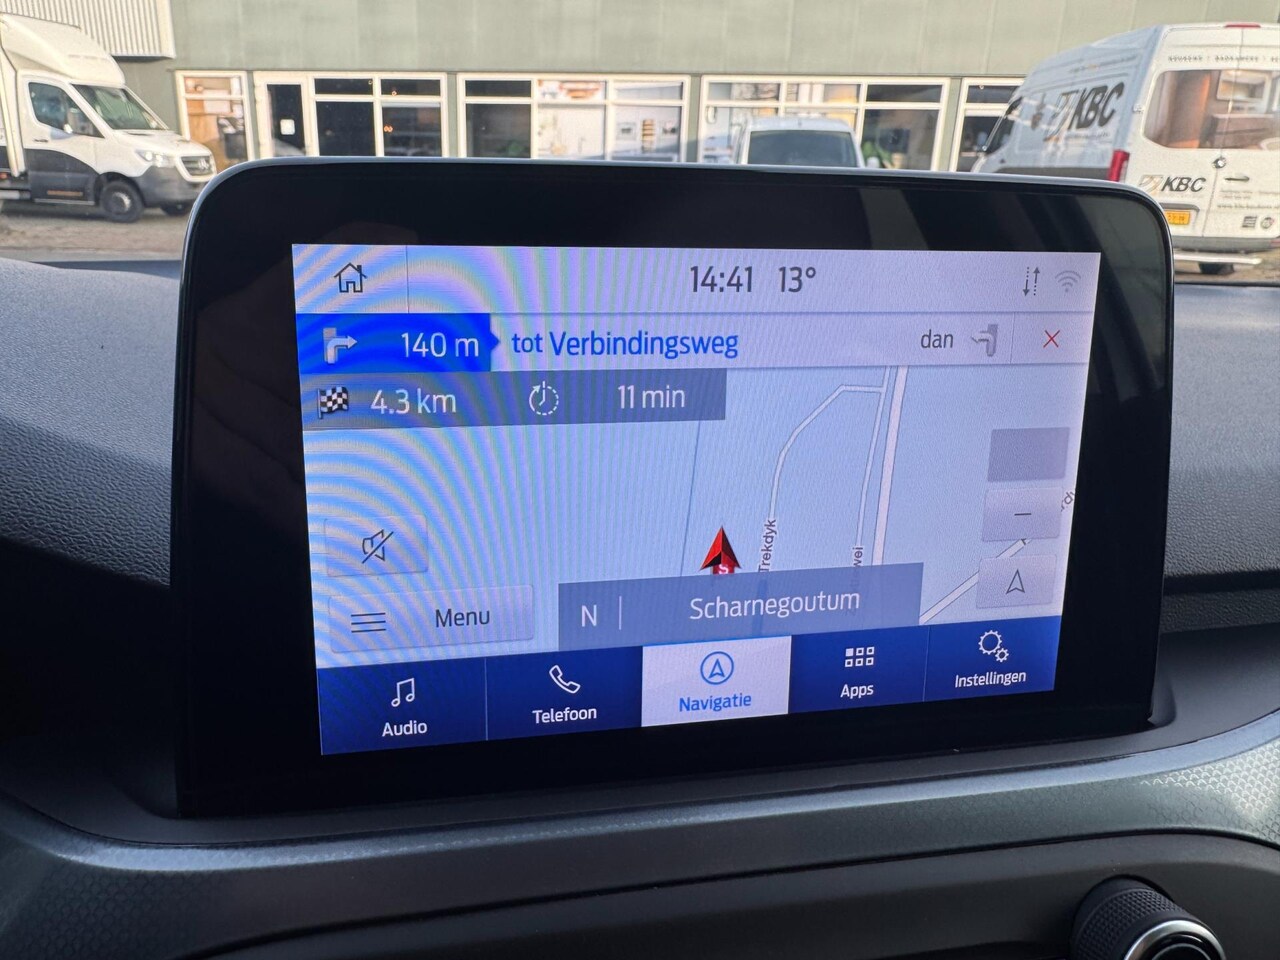 KBC
KBC
14:41 13°
140 m tot Verbindingsweg dan
4.3 km 11 min
Trekdyk
N Scharnegoutum
Menu
Audio Telefoon Navigatie Apps Instellingen